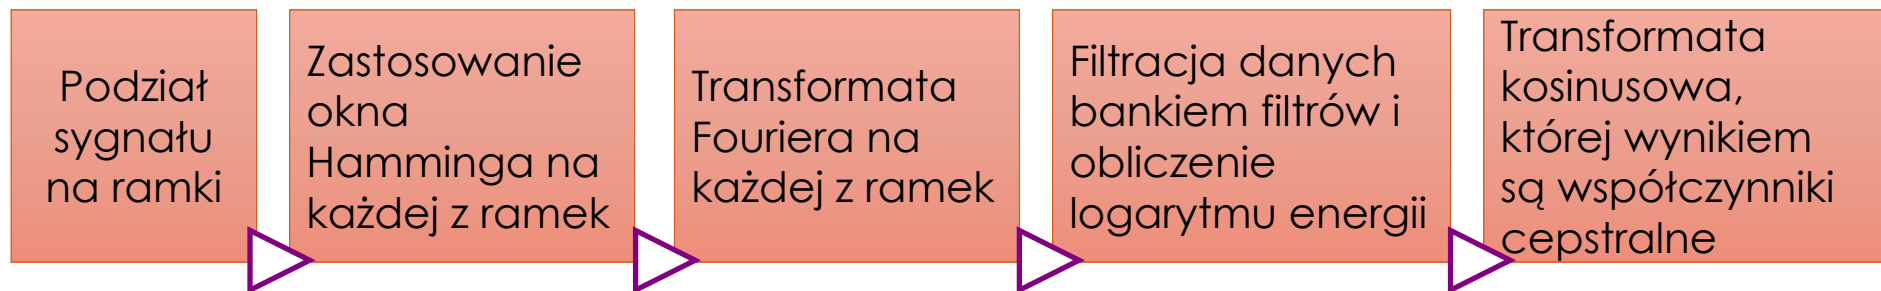 Podział
sygnału
na ramki
Zastosowanie
okna
Hamminga na
każdej z ramek
Transformata
Fouriera na
każdej z ramek
Filtracja danych
bankiem filtrów i
obliczenie
logarytmu energii
Transformata
kosinusowa,
której wynikiem
są współczynniki
cepstralne